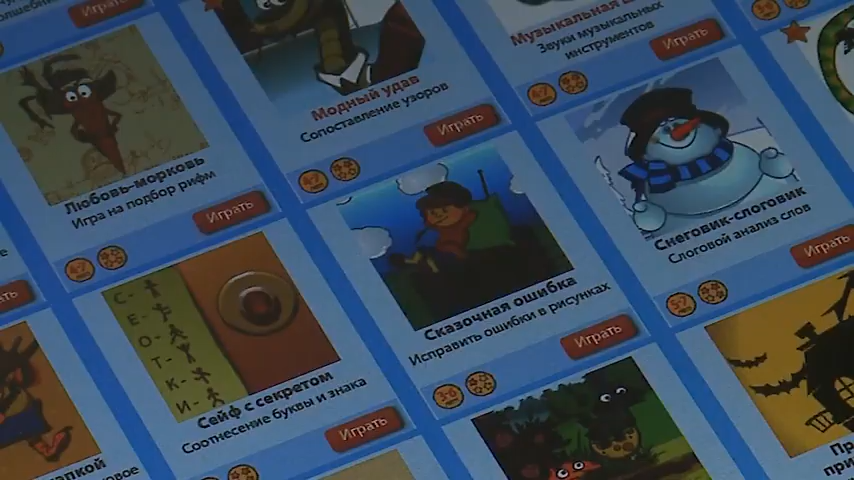 Играть
Модный удав
Сопоставление узоров
Играть
Музыкальная
Звуки музыкальных
инструментов
Играть
Любовь-морковь
Игра на подбор рифм
Играть
Сказочная ошибка
Исправить ошибки в рисунках
Играть
Снеговик-слоговик
Слоговой анализ слов
Играть
С-
Е-
О-
Т-
К-
И-
Сейф с секретом
Соотнесение буквы и знака
Играть